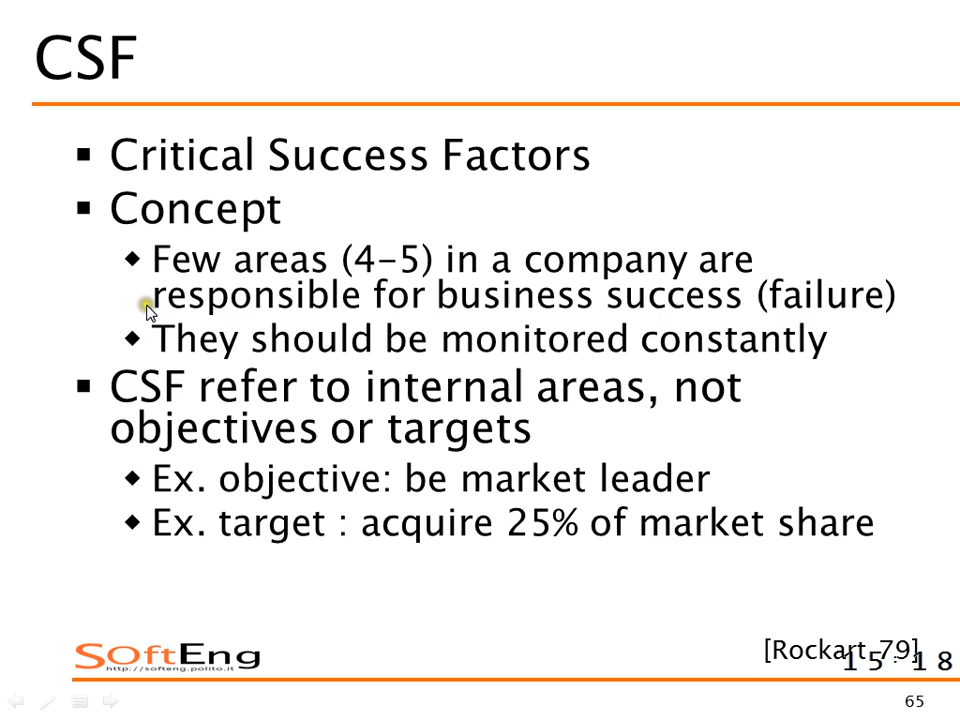 CSF
Critical Success Factors
Concept
Few areas (4-5) in a company are
responsible for business success (failure)
They should be monitored constantly
CSF refer to internal areas, not
objectives or targets
Ex. objective: be market leader
Ex. target : acquire 25% of market share
SOftEng
http://softeng.polito.it
[Rockart 79]
15:18
65